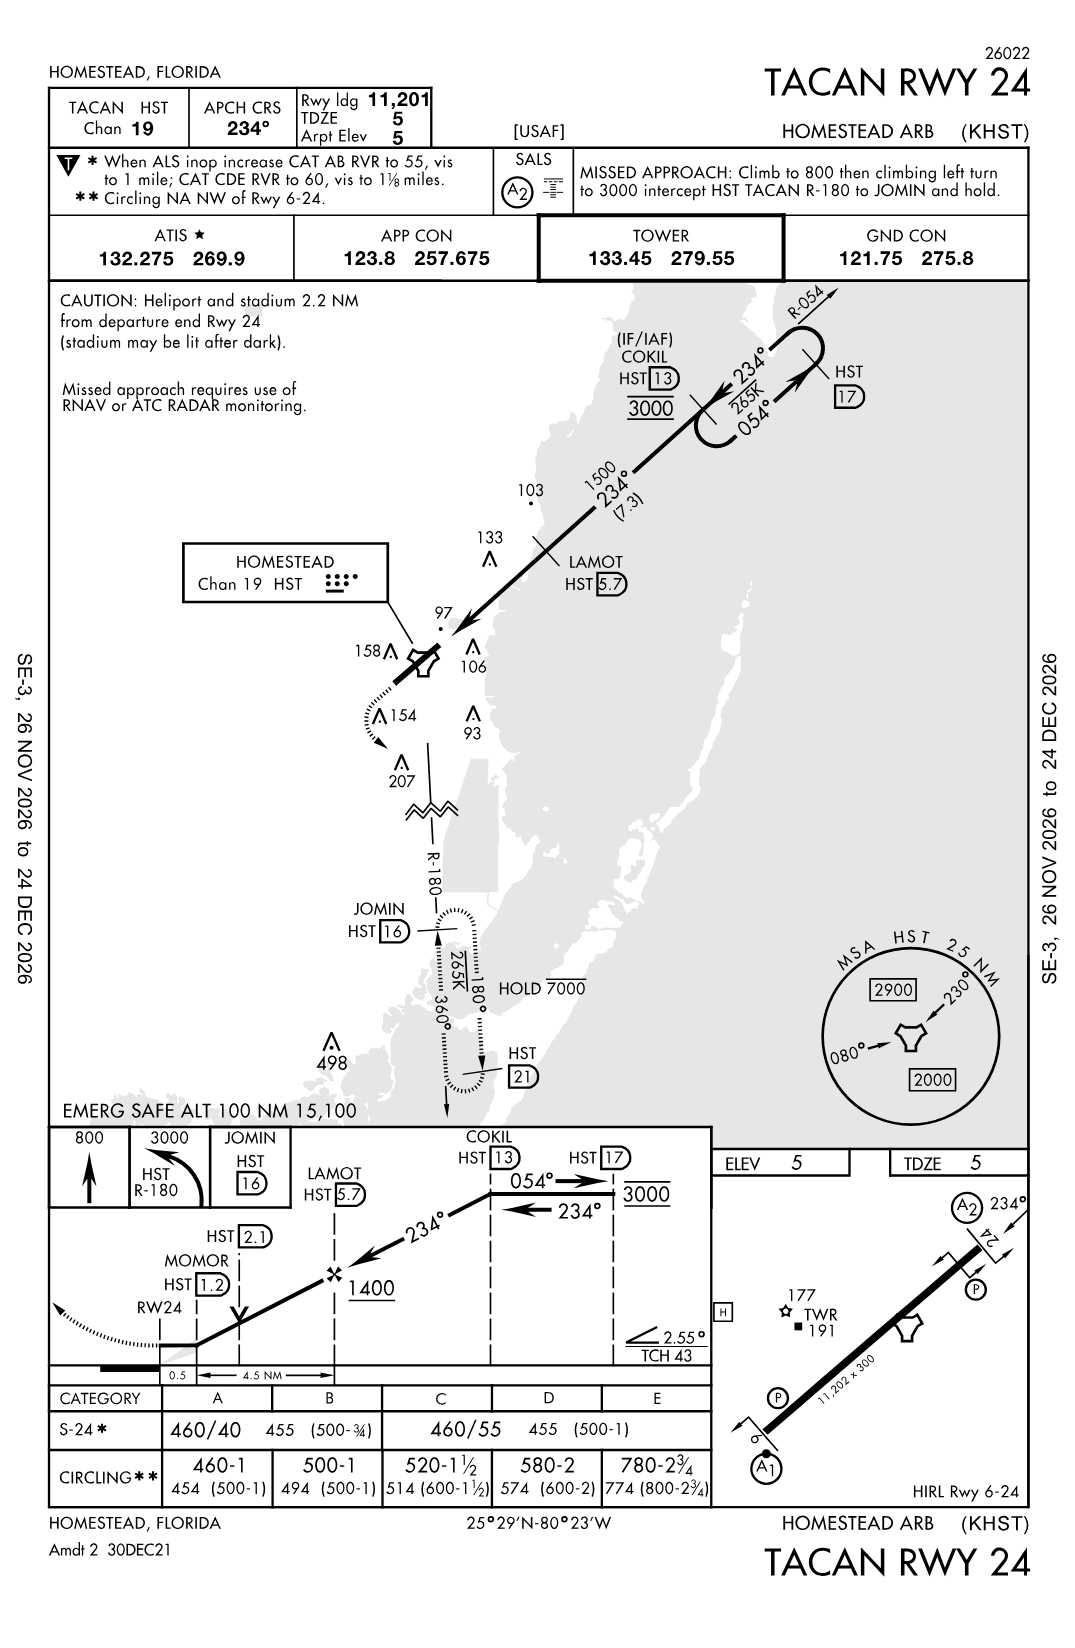 26022
HOMESTEAD, FLORIDA
TACAN RWY 24
TACAN HST
Chan 19
APCH CRS
234°
Rwy ldg 11,201
TDZE 5
Arpt Elev 5
[USAF]
HOMESTEAD ARB (KHST)
T * When ALS inop increase CAT AB RVR to 55, vis
to 1 mile; CAT CDE RVR to 60, vis to 1⅛ miles.
** Circling NA NW of Rwy 6-24.
SALS
A2
MISSED APPROACH: Climb to 800 then climbing left turn
to 3000 intercept HST TACAN R-180 to JOMIN and hold.
ATIS ★
132.275 269.9
APP CON
123.8 257.675
TOWER
133.45 279.55
GND CON
121.75 275.8
CAUTION: Heliport and stadium 2.2 NM
from departure end Rwy 24
(stadium may be lit after dark).
Missed approach requires use of
RNAV or ATC RADAR monitoring.
R-054
(IF/IAF)
COKIL
HST 13
3000
234°
265K
054°
HST
17
1500
234°
(7.3)
103
133
LAMOT
HST 5.7
HOMESTEAD
Chan 19 HST
97
158
106
154
93
207
R-180
JOMIN
HST 16
265K
180°
360°
HOLD 7000
HST
21
498
MSA HST 25 NM
2900
230°
080°
2000
EMERG SAFE ALT 100 NM 15,100
SE-3, 26 NOV 2026 to 24 DEC 2026
SE-3, 26 NOV 2026 to 24 DEC 2026
800
3000
HST
R-180
JOMIN
HST
16
LAMOT
HST 5.7
COKIL
HST 13
HST 17
054°
234°
3000
234°
HST 2.1
MOMOR
HST 1.2
RW24
1400
2.55°
TCH 43
0.5
4.5 NM
ELEV 5
TDZE 5
A2
234°
24
P
H
177
TWR
191
11,202 x 300
P
6
A1
HIRL Rwy 6-24
CATEGORY A B C D E
S-24 * 460/40 455 (500-¾) 460/55 455 (500-1)
CIRCLING ** 460-1 500-1 520-1½ 580-2 780-2¾
454 (500-1) 494 (500-1) 514 (600-1½) 574 (600-2) 774 (800-2¾)
HOMESTEAD, FLORIDA
25°29'N-80°23'W
HOMESTEAD ARB (KHST)
Amdt 2 30DEC21
TACAN RWY 24